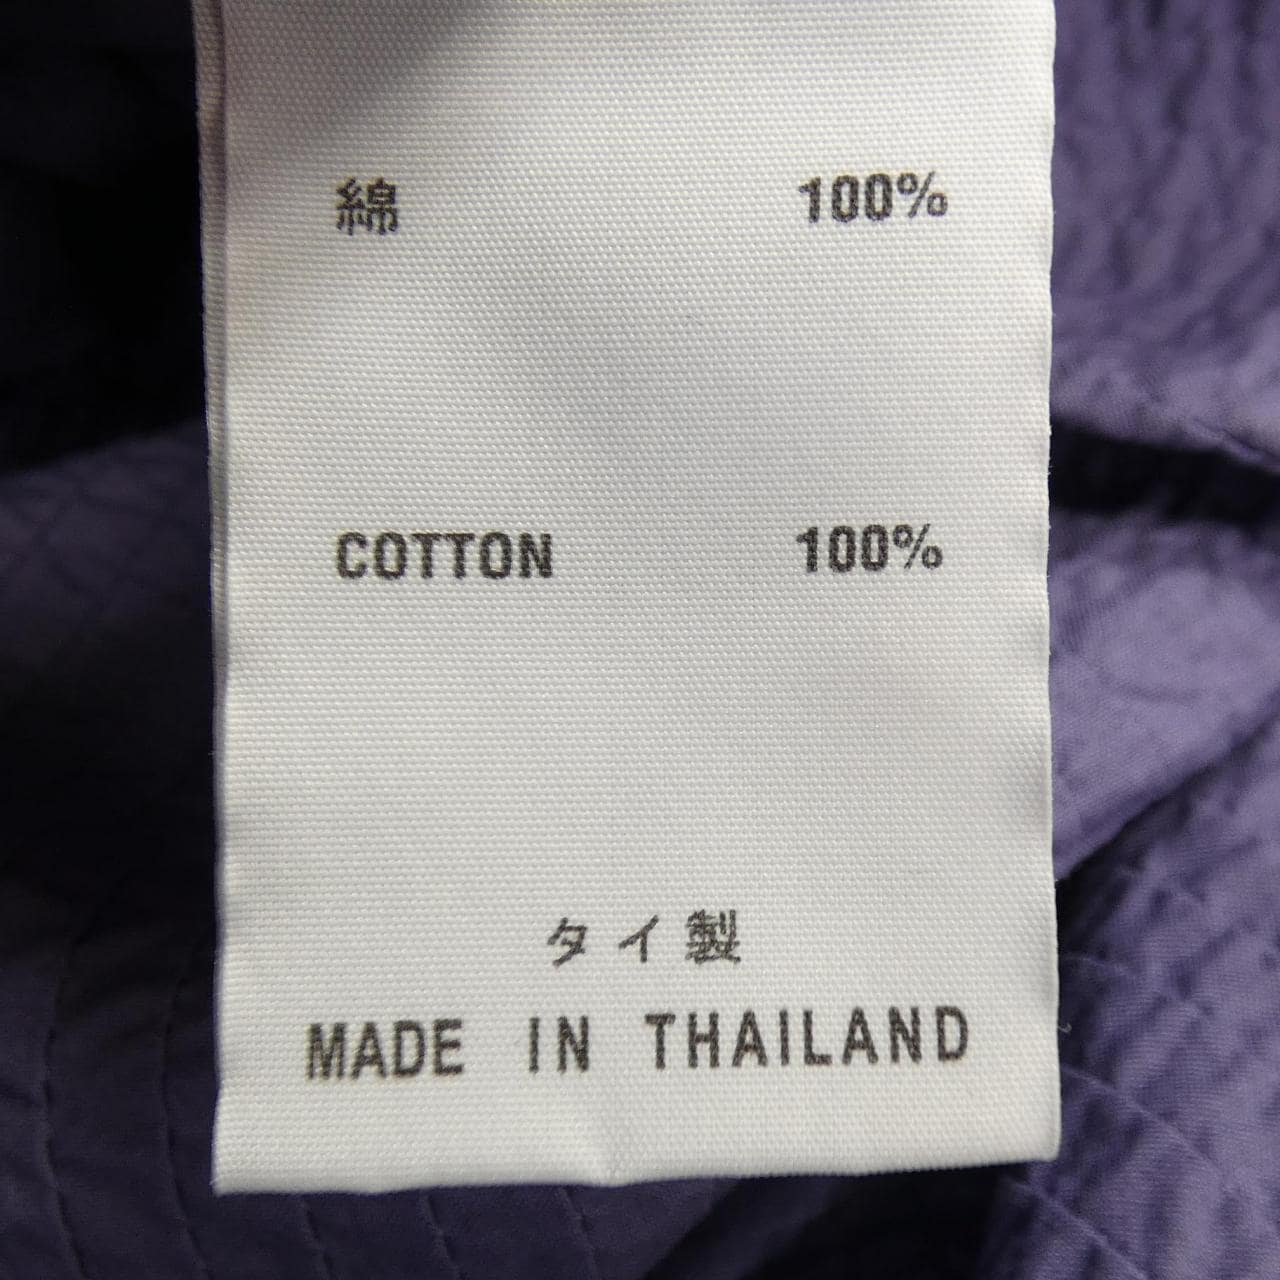 綿 100%
COTTON 100%
タイ製
MADE IN THAILAND